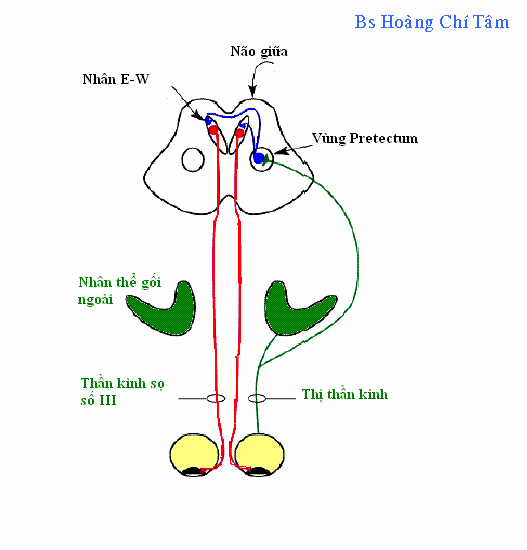 Bs Hoàng Chí Tâm
Não giữa
Nhân E-W
Vùng Pretectum
Nhân thể gối
ngoài
Thần kinh sọ
số III
Thị thần kinh